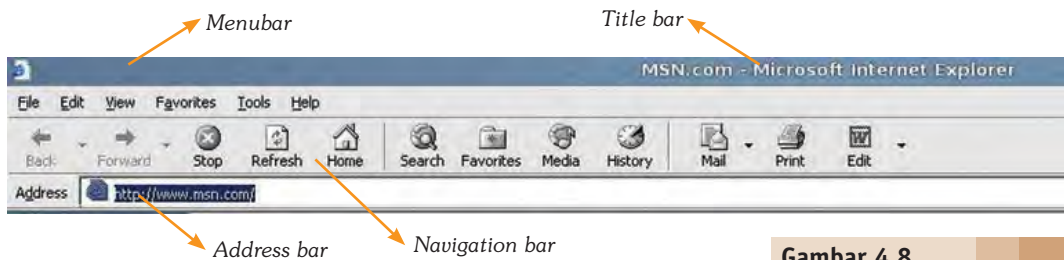 Menubar
Title bar
MSN.com - Microsoft Internet Explorer
File Edit View Favorites Tools Help
Back Forward Stop Refresh Home Search Favorites Media History Mail Print Edit
Address http://www.msn.com/
Address bar
Navigation bar
Gambar 4.8